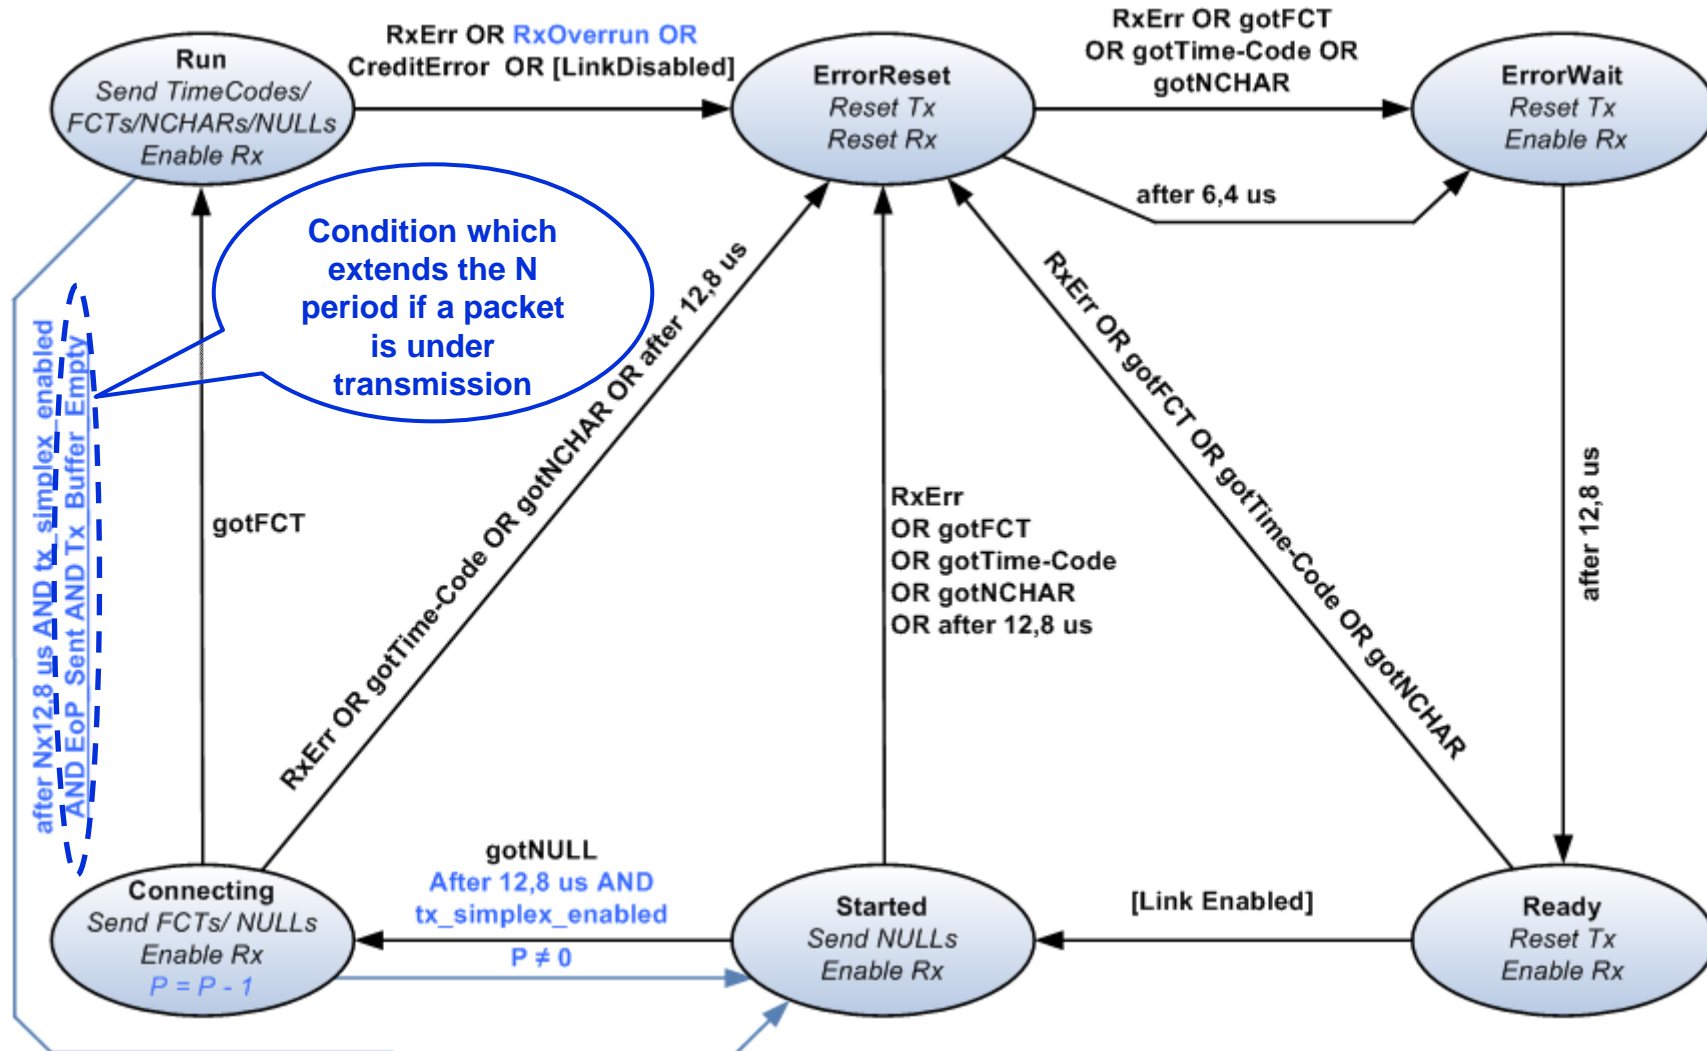 Run
Send TimeCodes/
FCTs/NCHARs/NULLs
Enable Rx
RxErr OR RxOverrun OR
CreditError OR [LinkDisabled]
ErrorReset
Reset Tx
Reset Rx
RxErr OR gotFCT
OR gotTime-Code OR
gotNCHAR
ErrorWait
Reset Tx
Enable Rx
after 6,4 us
Condition which
extends the N
period if a packet
is under
transmission
after Nx12,8 us AND tx_simplex_enabled
AND EoP_Sent AND Tx_Buffer_Empty
gotFCT
RxErr OR gotTime-Code OR gotNCHAR OR after 12,8 us
RxErr
OR gotFCT
OR gotTime-Code
OR gotNCHAR
OR after 12,8 us
RxErr OR gotFCT OR gotTime-Code OR gotNCHAR
after 12,8 us
Connecting
Send FCTs/ NULLs
Enable Rx
P = P - 1
gotNULL
After 12,8 us AND
tx_simplex_enabled
P ≠ 0
Started
Send NULLs
Enable Rx
[Link Enabled]
Ready
Reset Tx
Enable Rx